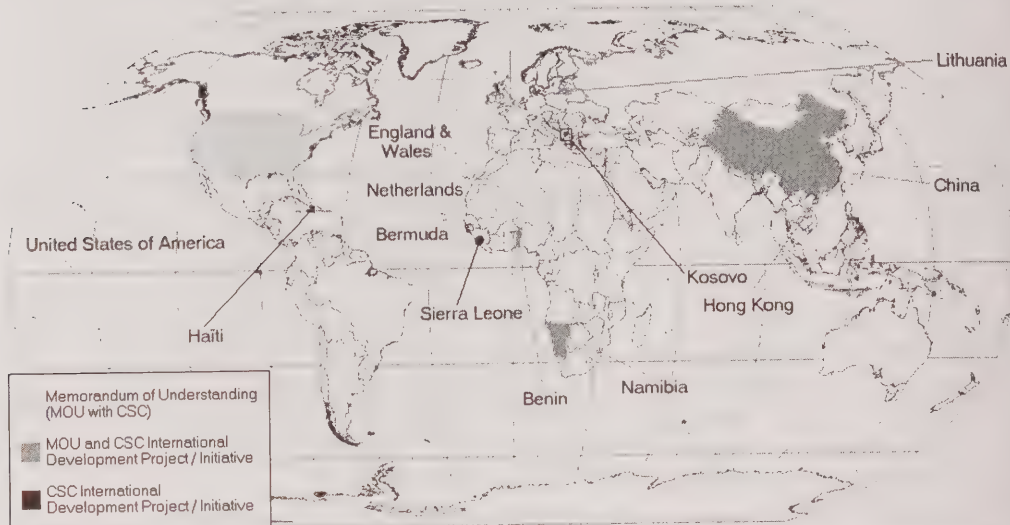 Lithuania
England &
Wales
Netherlands
China
Bermuda
United States of America
Kosovo
Hong Kong
Sierra Leone
Haïti
Namibia
Benin
Memorandum of Understanding
(MOU with CSC)
MOU and CSC International
Development Project / Initiative
CSC International
Development Project / Initiative